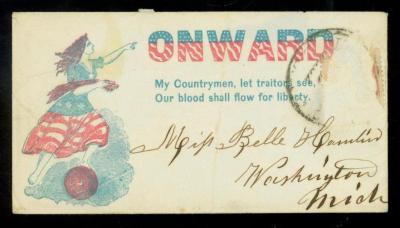 ONWARD
My Countrymen, let traitors see,
Our blood shall flow for liberty.
Miss Belle Hamlin
Washington
Mich